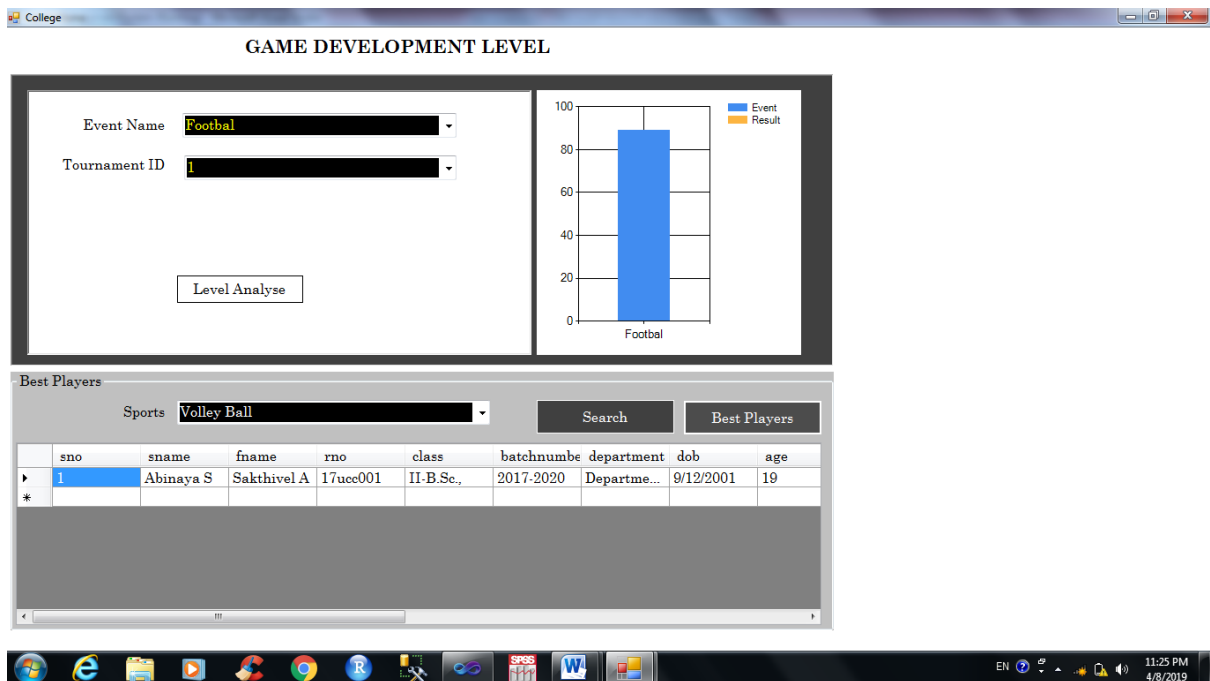 College
GAME DEVELOPMENT LEVEL
Event Name Footbal
Tournament ID 1
Level Analyse
100
80
60
40
20
0
Footbal
Event
Result
Best Players
Sports Volley Ball Search Best Players
sno sname fname rno class batchnumbe department dob age
1 Abinaya S Sakthivel A 17ucc001 II-B.Sc., 2017-2020 Departme... 9/12/2001 19
R SPSS W EN 11:25 PM
4/8/2019